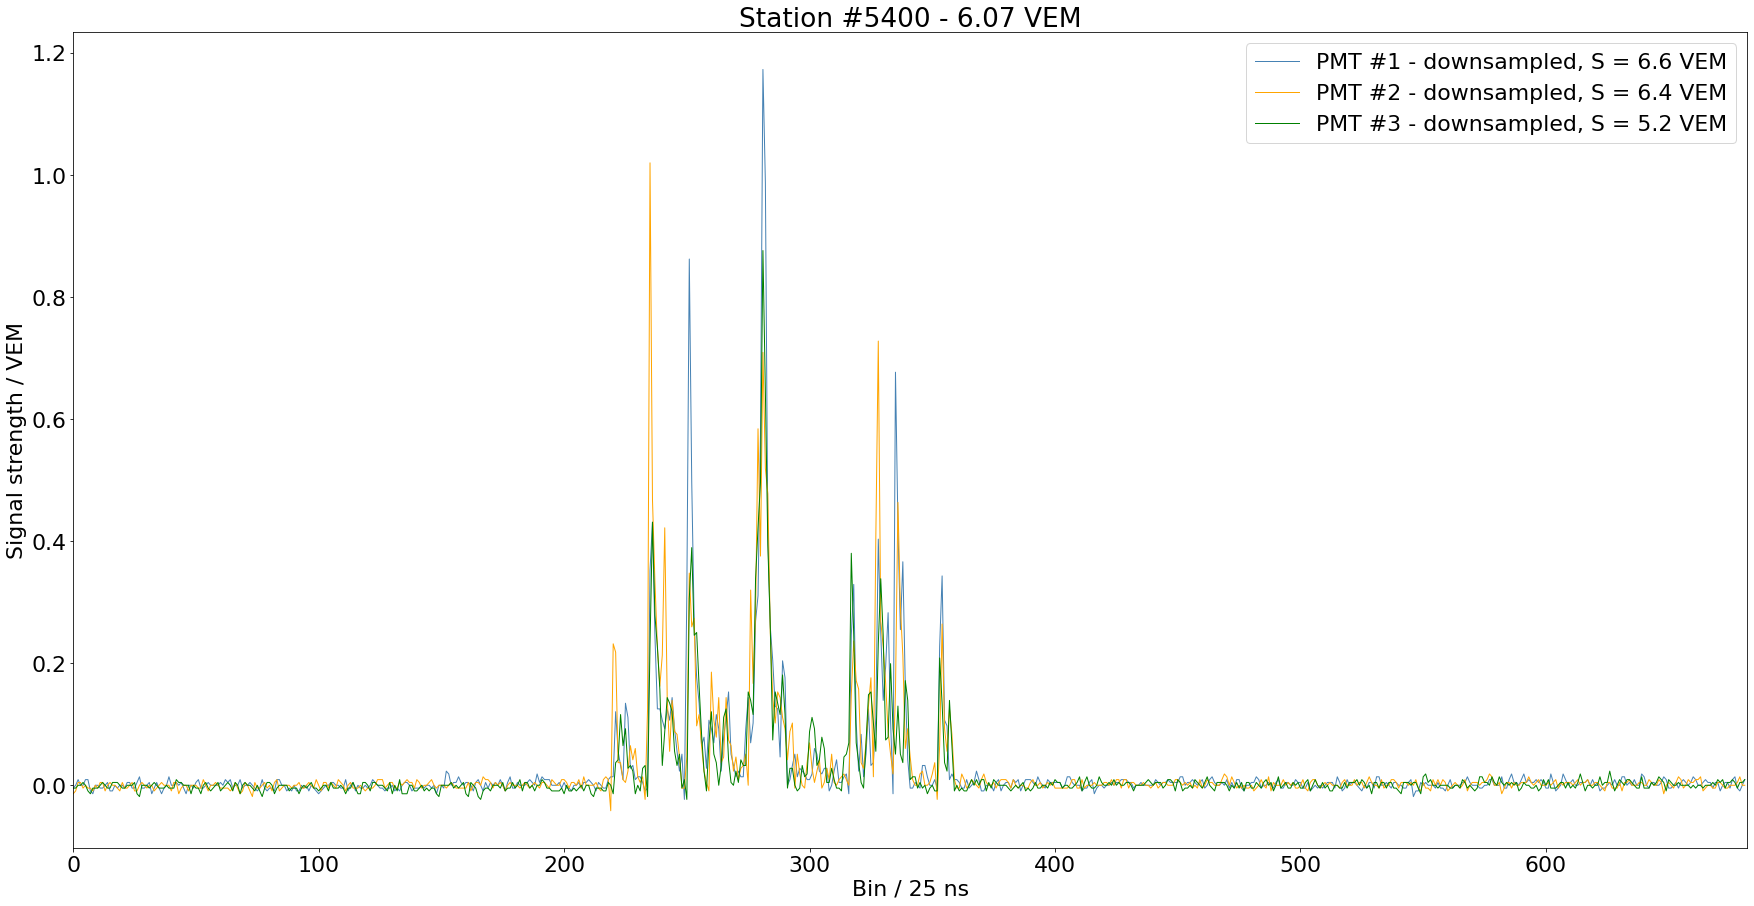 Station #5400 - 6.07 VEM
PMT #1 - downsampled, S = 6.6 VEM
PMT #2 - downsampled, S = 6.4 VEM
PMT #3 - downsampled, S = 5.2 VEM
Signal strength / VEM
1.2
1.0
0.8
0.6
0.4
0.2
0.0
0 100 200 300 400 500 600
Bin / 25 ns